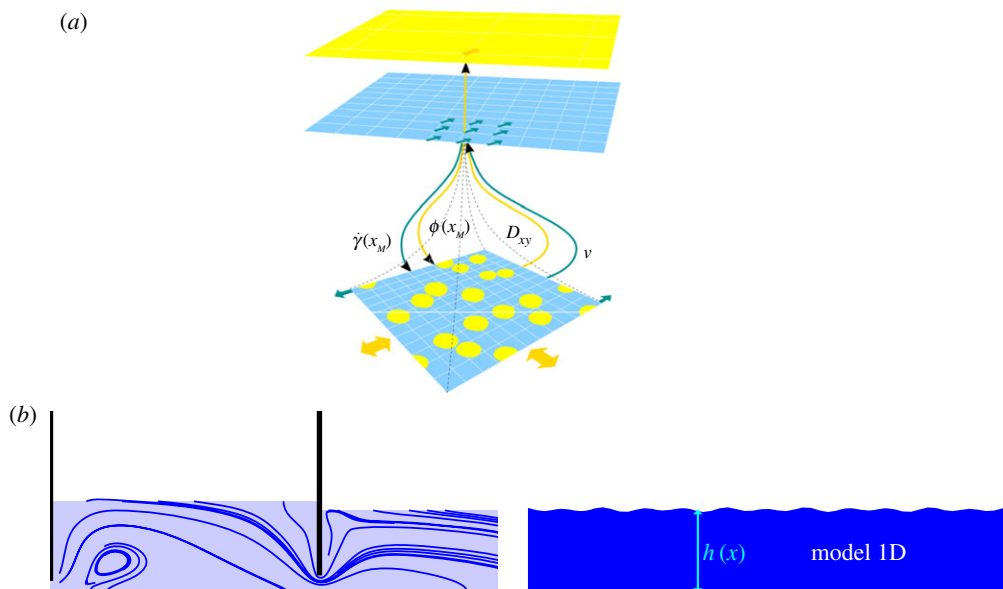 (a)
γ̇(x_M)
ϕ(x_M)
D_xy
v
(b)
h(x)
model 1D